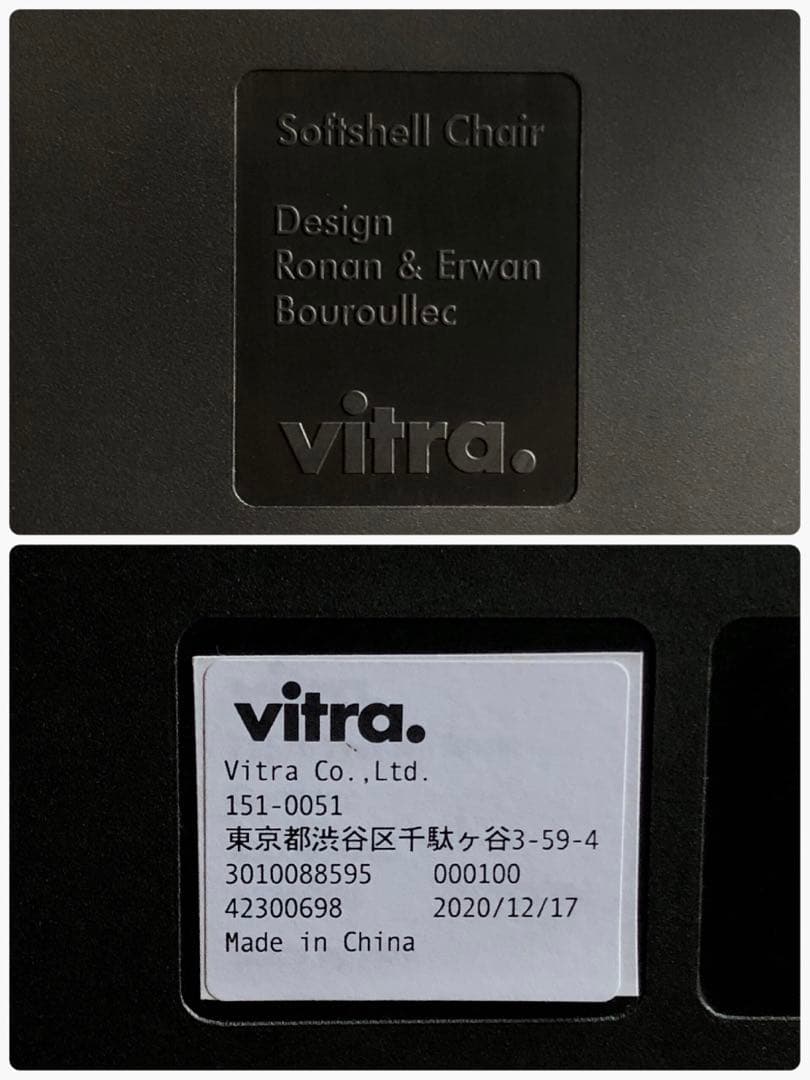 Softshell Chair
Design
Ronan & Erwan
Bouroullec
vitra.
vitra.
Vitra Co.,Ltd.
151-0051
東京都渋谷区千駄ヶ谷3-59-4
3010088595 000100
42300698 2020/12/17
Made in China